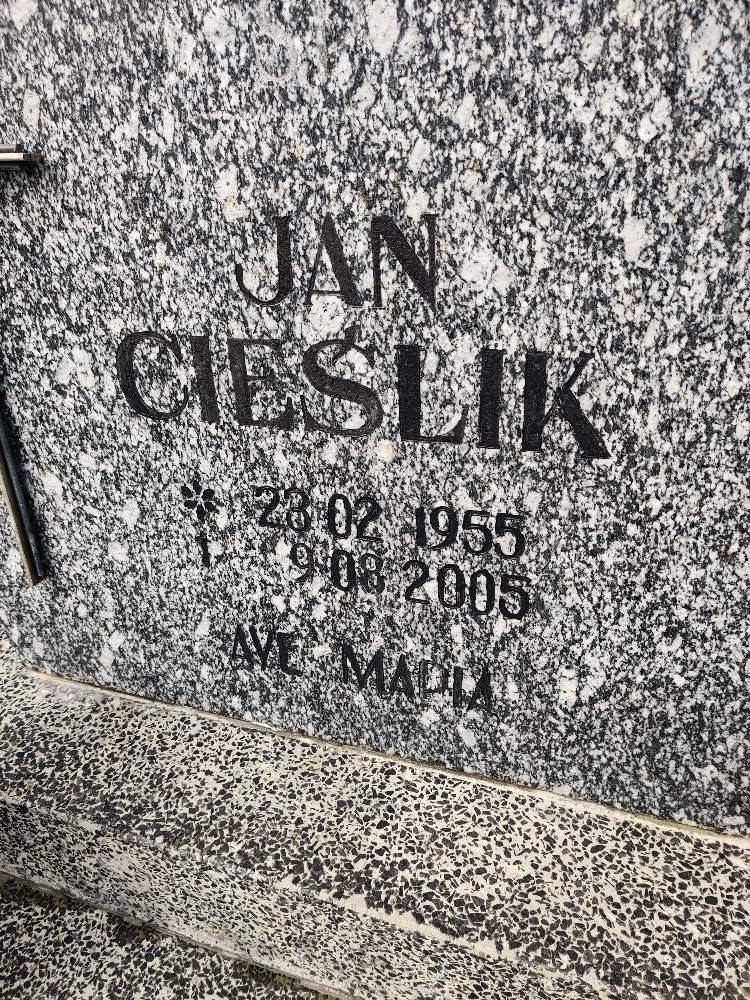 JAN
CIEŚLIK
* 23 02 1955
† 9 08 2005
AVE MARIA